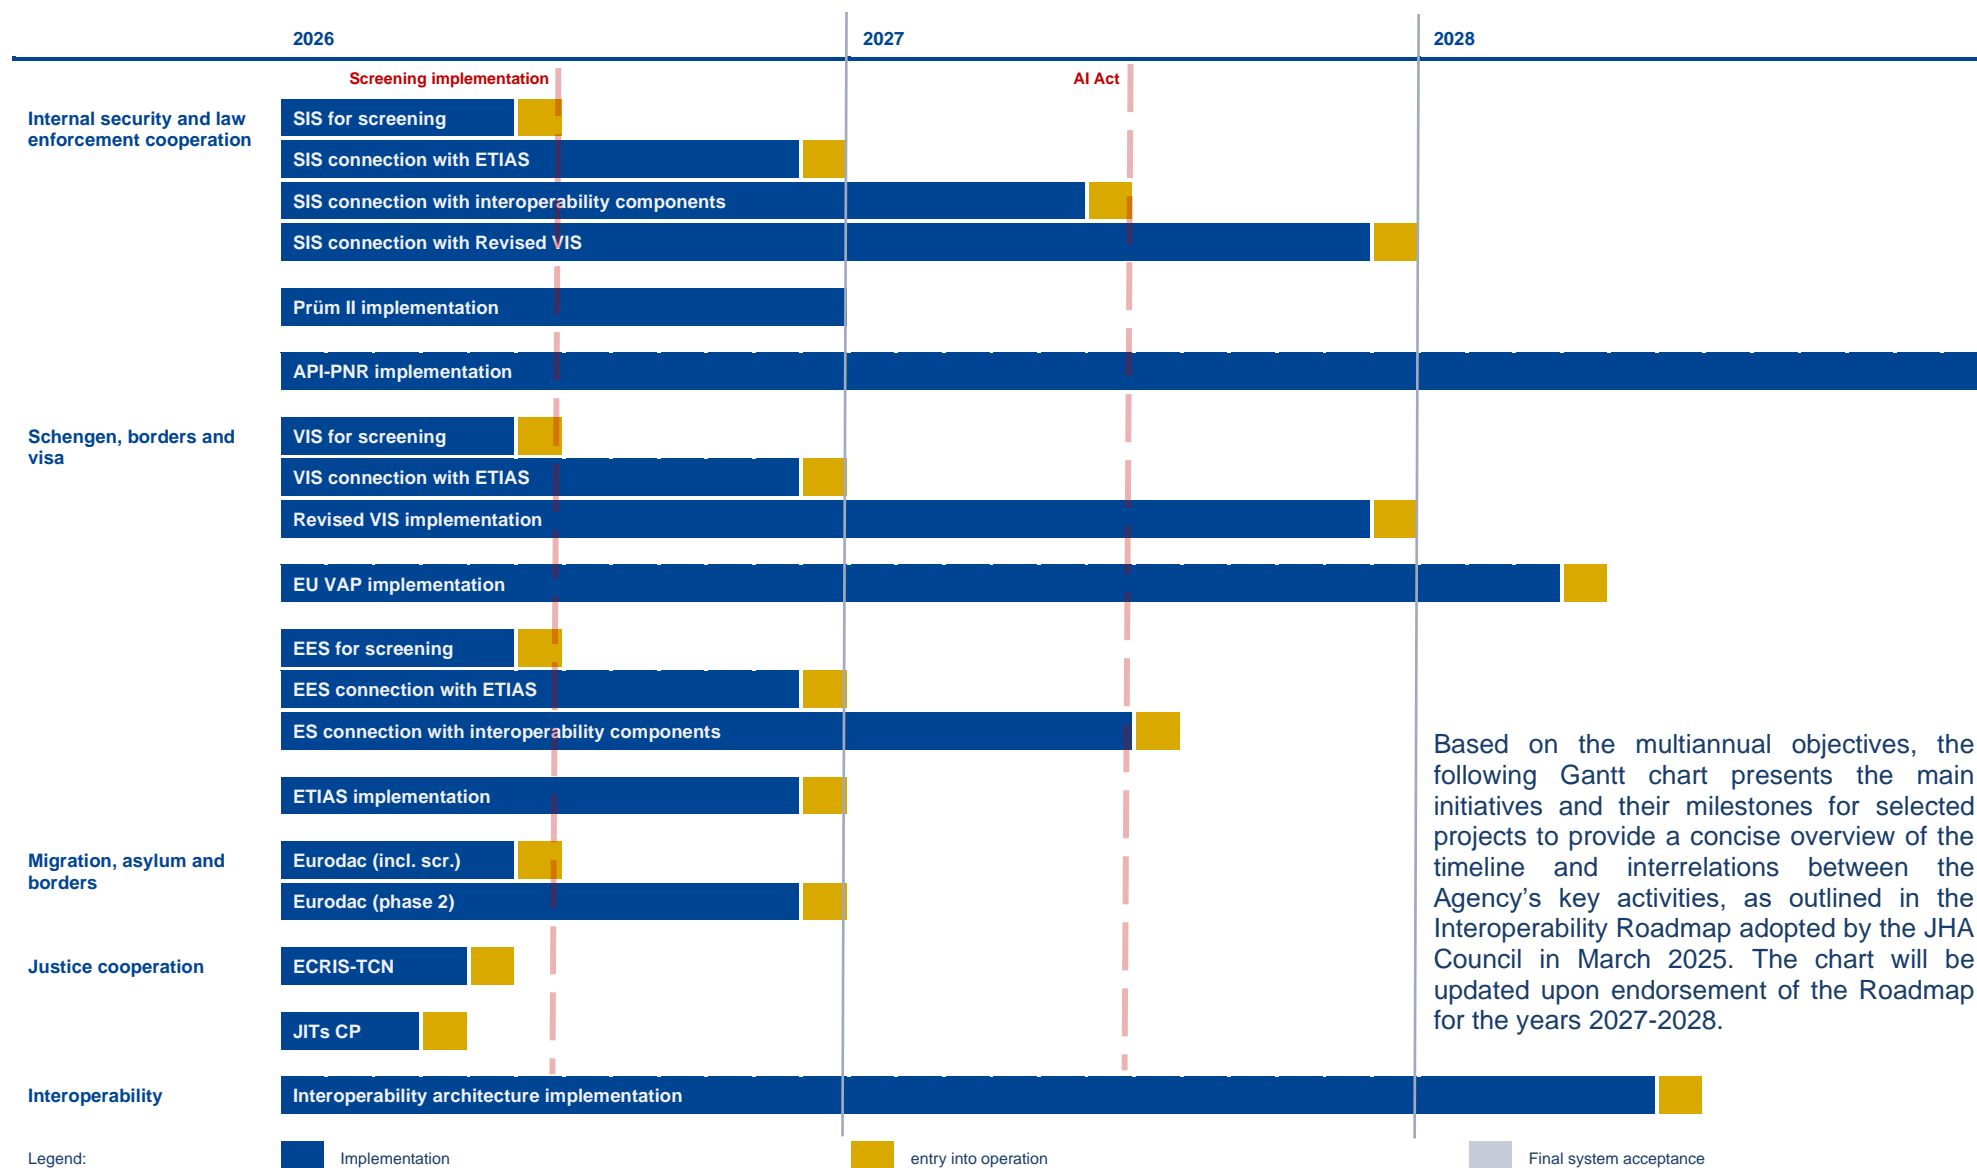 2026
2027
2028
Screening implementation
AI Act
Internal security and law
enforcement cooperation
SIS for screening
SIS connection with ETIAS
SIS connection with interoperability components
SIS connection with Revised VIS
Prüm II implementation
API-PNR implementation
Schengen, borders and
visa
VIS for screening
VIS connection with ETIAS
Revised VIS implementation
EU VAP implementation
EES for screening
EES connection with ETIAS
ES connection with interoperability components
ETIAS implementation
Based on the multiannual objectives, the
following Gantt chart presents the main
initiatives and their milestones for selected
projects to provide a concise overview of the
timeline and interrelations between the
Agency’s key activities, as outlined in the
Interoperability Roadmap adopted by the JHA
Council in March 2025. The chart will be
updated upon endorsement of the Roadmap
for the years 2027-2028.
Migration, asylum and
borders
Eurodac (incl. scr.)
Eurodac (phase 2)
Justice cooperation
ECRIS-TCN
JITs CP
Interoperability
Interoperability architecture implementation
Legend:
Implementation
entry into operation
Final system acceptance